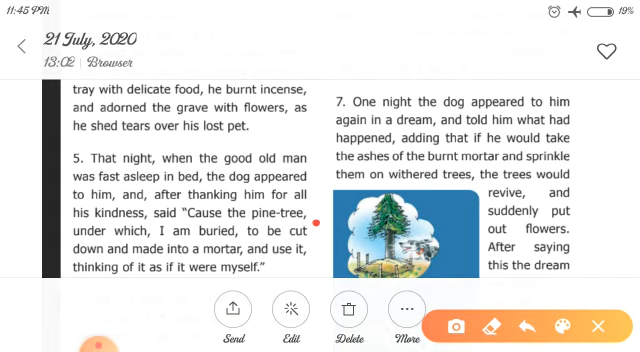 11:45 PM
19%
21 July, 2020
13:02 | Browser
tray with delicate food, he burnt incense,
and adorned the grave with flowers, as
he shed tears over his lost pet.
5. That night, when the good old man
was fast asleep in bed, the dog appeared
to him, and, after thanking him for all
his kindness, said “Cause the pine-tree,
under which, I am buried, to be cut
down and made into a mortar, and use it,
thinking of it as if it were myself.”
7. One night the dog appeared to him
again in a dream, and told him what had
happened, adding that if he would take
the ashes of the burnt mortar and sprinkle
them on withered trees, the trees would
revive, and
suddenly put
out flowers.
After saying
this the dream
Send
Edit
Delete
More